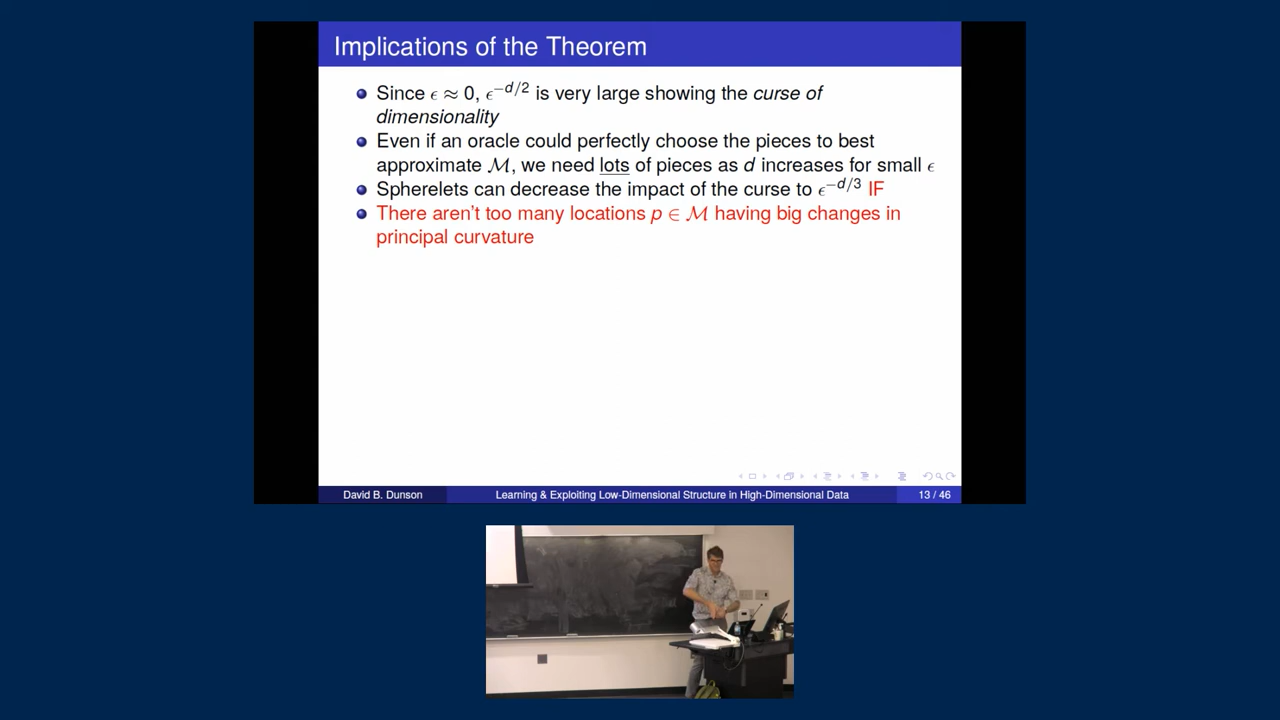 Implications of the Theorem
Since ϵ ≈ 0, ϵ^{-d/2} is very large showing the curse of
dimensionality
Even if an oracle could perfectly choose the pieces to best
approximate ℳ, we need lots of pieces as d increases for small ϵ
Spherelets can decrease the impact of the curse to ϵ^{-d/3} IF
There aren't too many locations p ∈ ℳ having big changes in
principal curvature
David B. Dunson
Learning & Exploiting Low-Dimensional Structure in High-Dimensional Data
13 / 46